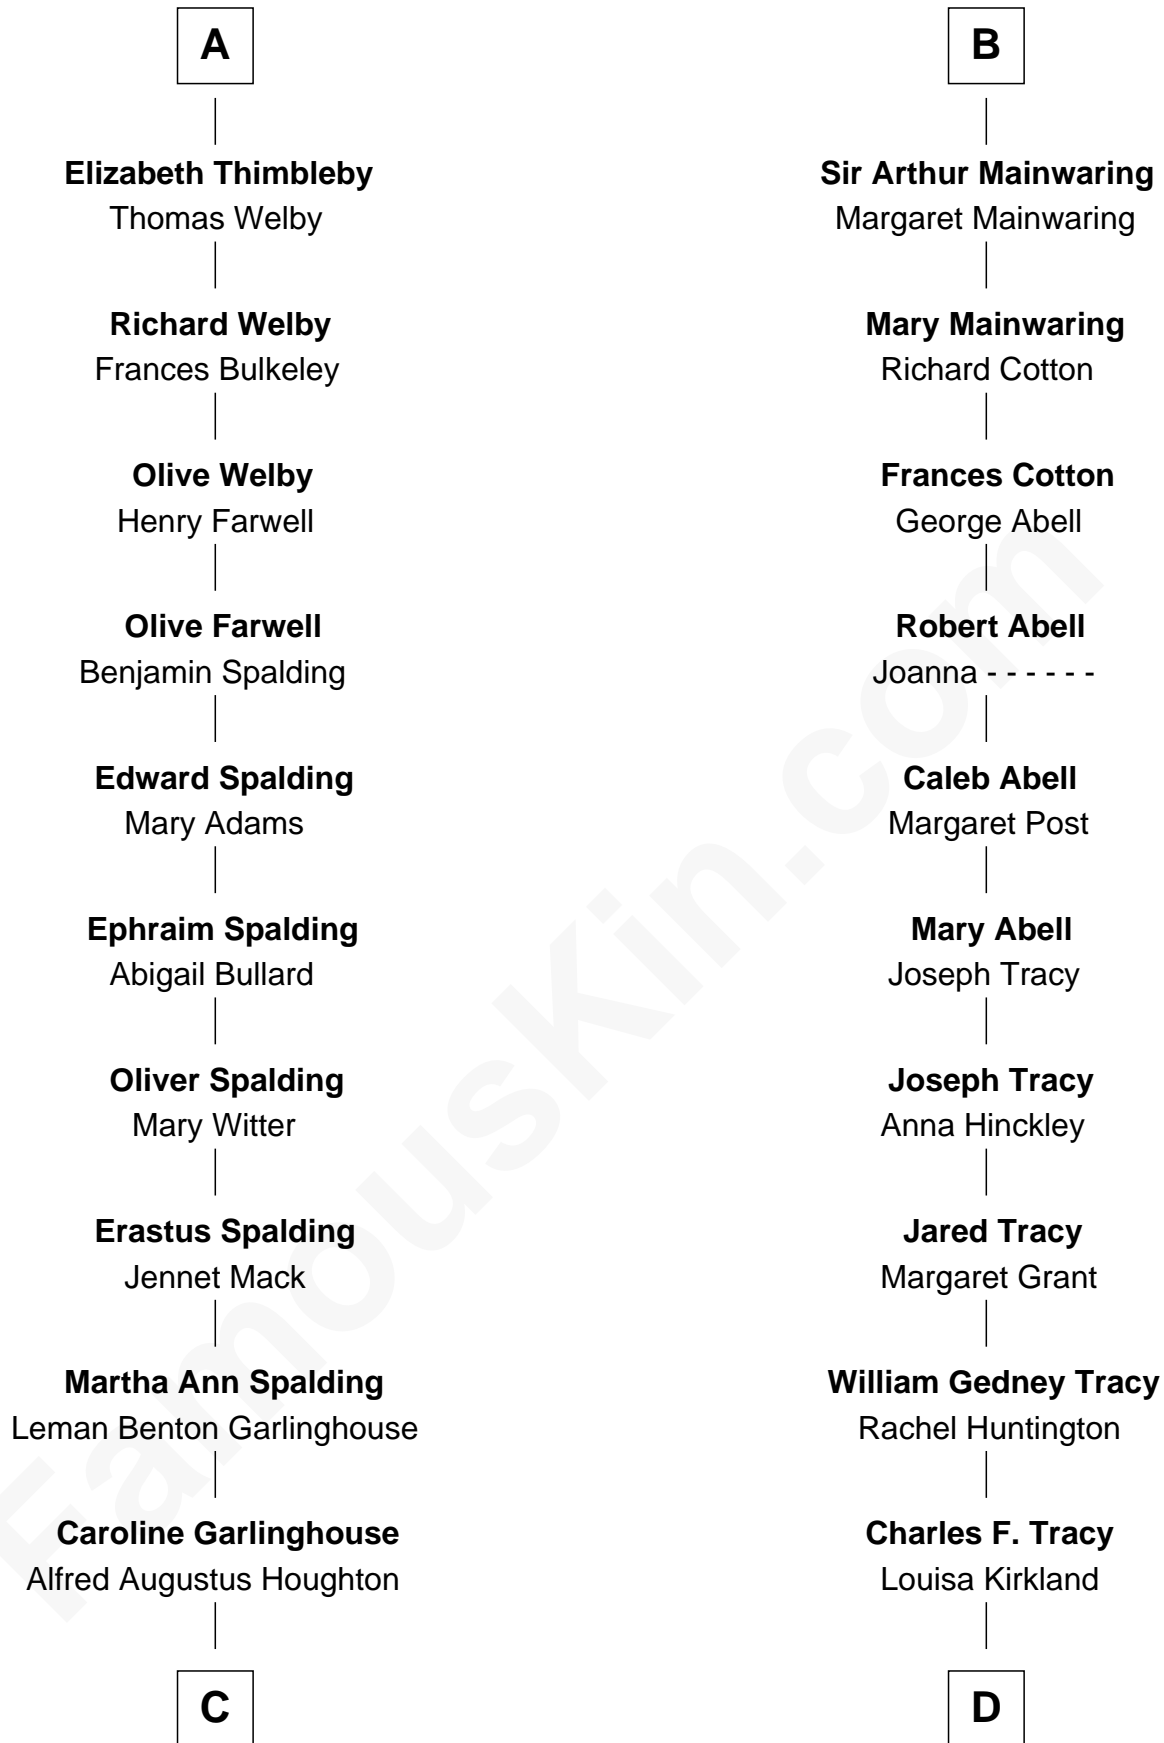 A
Elizabeth Thimbleby
Thomas Welby
Richard Welby
Frances Bulkeley
Olive Welby
Henry Farwell
Olive Farwell
Benjamin Spalding
Edward Spalding
Mary Adams
Ephraim Spalding
Abigail Bullard
Oliver Spalding
Mary Witter
Erastus Spalding
Jennet Mack
Martha Ann Spalding
Leman Benton Garlinghouse
Caroline Garlinghouse
Alfred Augustus Houghton
C
B
Sir Arthur Mainwaring
Margaret Mainwaring
Mary Mainwaring
Richard Cotton
Frances Cotton
George Abell
Robert Abell
Joanna - - - - - -
Caleb Abell
Margaret Post
Mary Abell
Joseph Tracy
Joseph Tracy
Anna Hinckley
Jared Tracy
Margaret Grant
William Gedney Tracy
Rachel Huntington
Charles F. Tracy
Louisa Kirkland
D
FamousKin.com